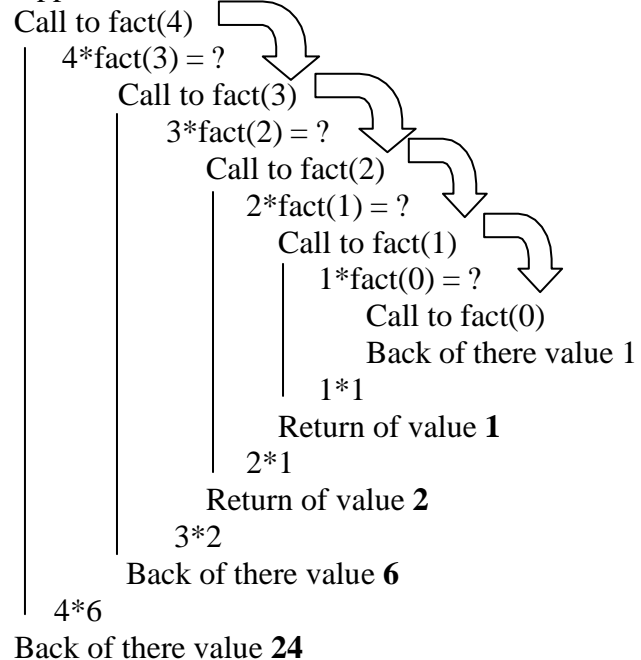 Call to fact(4)
4*fact(3) = ?
Call to fact(3)
3*fact(2) = ?
Call to fact(2)
2*fact(1) = ?
Call to fact(1)
1*fact(0) = ?
Call to fact(0)
Back of there value 1
1*1
Return of value 1
2*1
Return of value 2
3*2
Back of there value 6
4*6
Back of there value 24